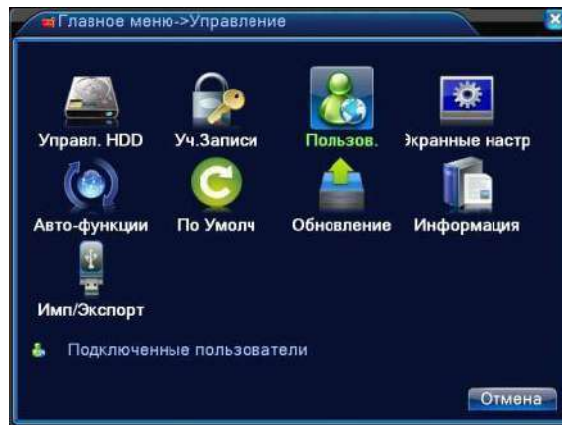 Главное меню->Управление
Управл. HDD Уч.Записи Пользов. Экранные настр
Авто-функции По Умолч Обновление Информация
Имп/Экспорт
Подключенные пользователи
Отмена